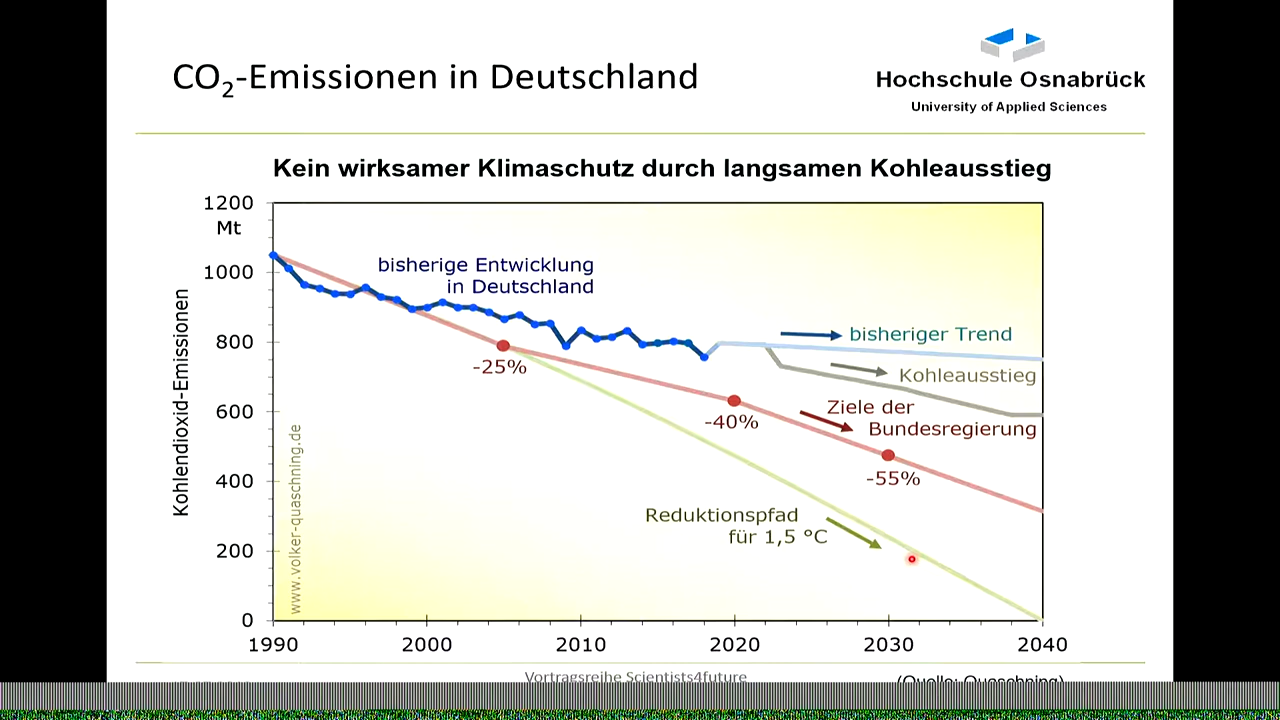 CO₂-Emissionen in Deutschland
Hochschule Osnabrück
University of Applied Sciences
Kein wirksamer Klimaschutz durch langsamen Kohleausstieg
1200
Mt
1000
800
600
400
200
0
Kohlendioxid-Emissionen
www.volker-quaschning.de
bisherige Entwicklung
in Deutschland
bisheriger Trend
Kohleausstieg
-25%
Ziele der
Bundesregierung
-40%
-55%
Reduktionspfad
für 1,5 °C
1990 2000 2010 2020 2030 2040
Vortragsreihe Scientists4future
(Quelle: Quaschning)